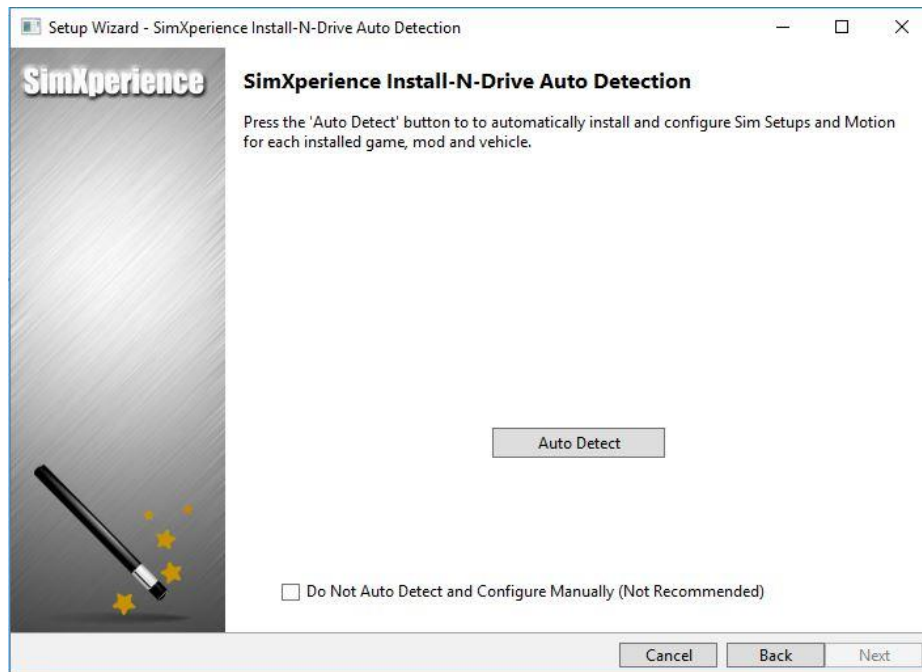 Setup Wizard - SimXperience Install-N-Drive Auto Detection
SimXperience
SimXperience Install-N-Drive Auto Detection
Press the 'Auto Detect' button to to automatically install and configure Sim Setups and Motion
for each installed game, mod and vehicle.
Auto Detect
Do Not Auto Detect and Configure Manually (Not Recommended)
Cancel
Back
Next